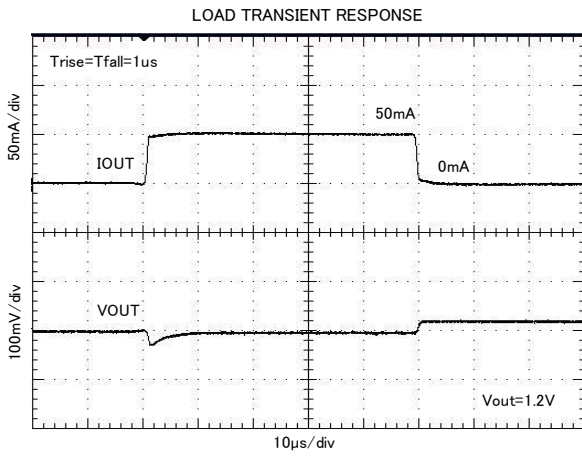 LOAD TRANSIENT RESPONSE
Trise=Tfall=1us
50mA/div
50mA
IOUT
0mA
VOUT
100mV/div
Vout=1.2V
10μs/div